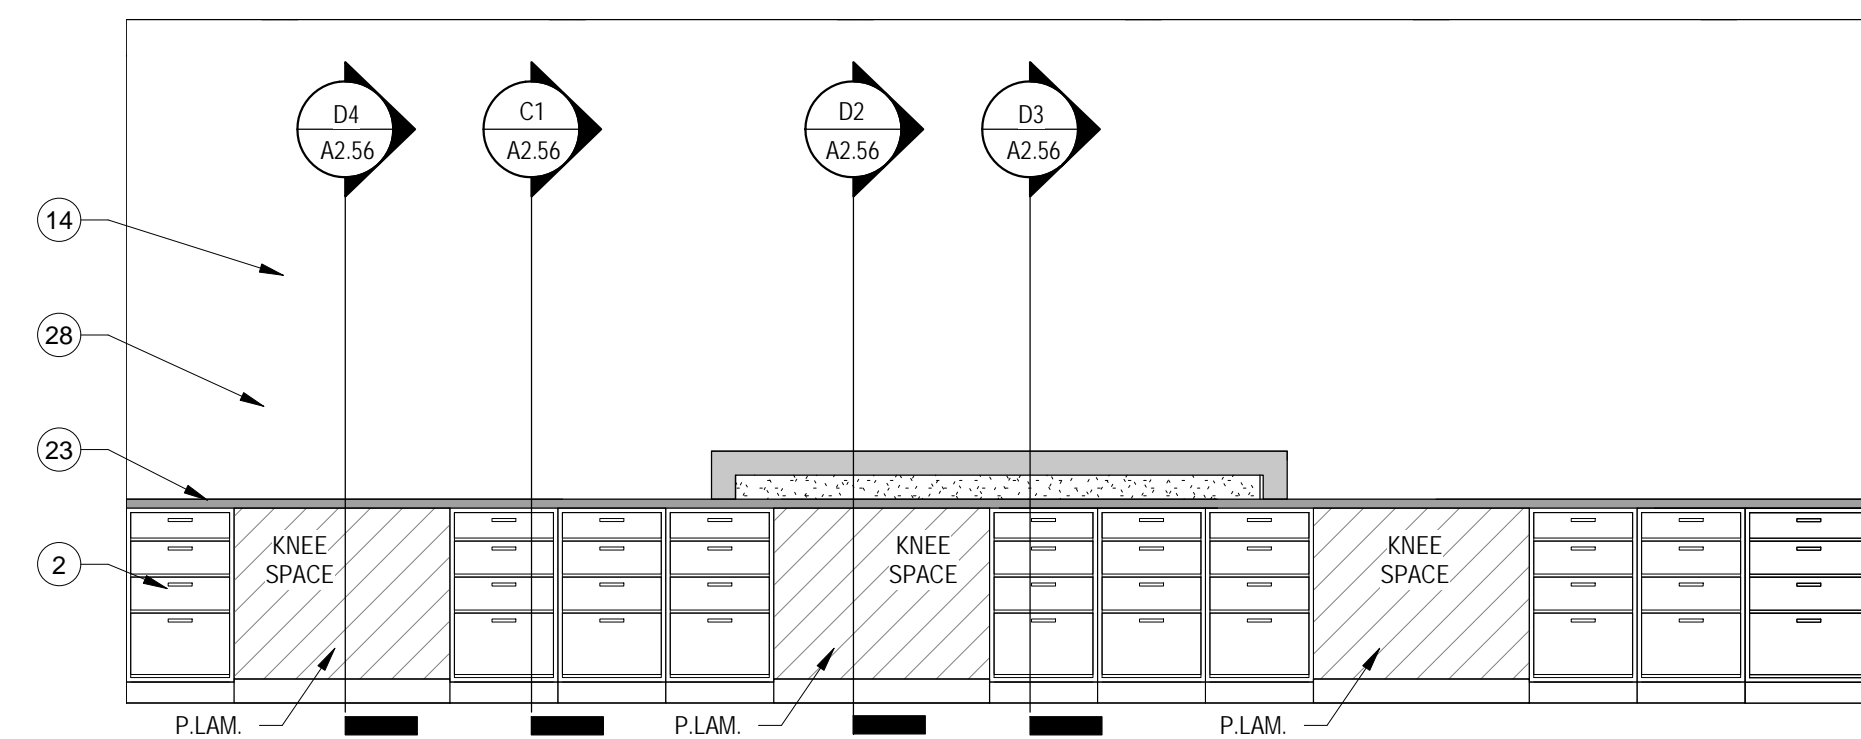 D4
A2.56
C1
A2.56
D2
A2.56
D3
A2.56
14
28
23
2
KNEE
SPACE
KNEE
SPACE
KNEE
SPACE
P.LAM.
P.LAM.
P.LAM.